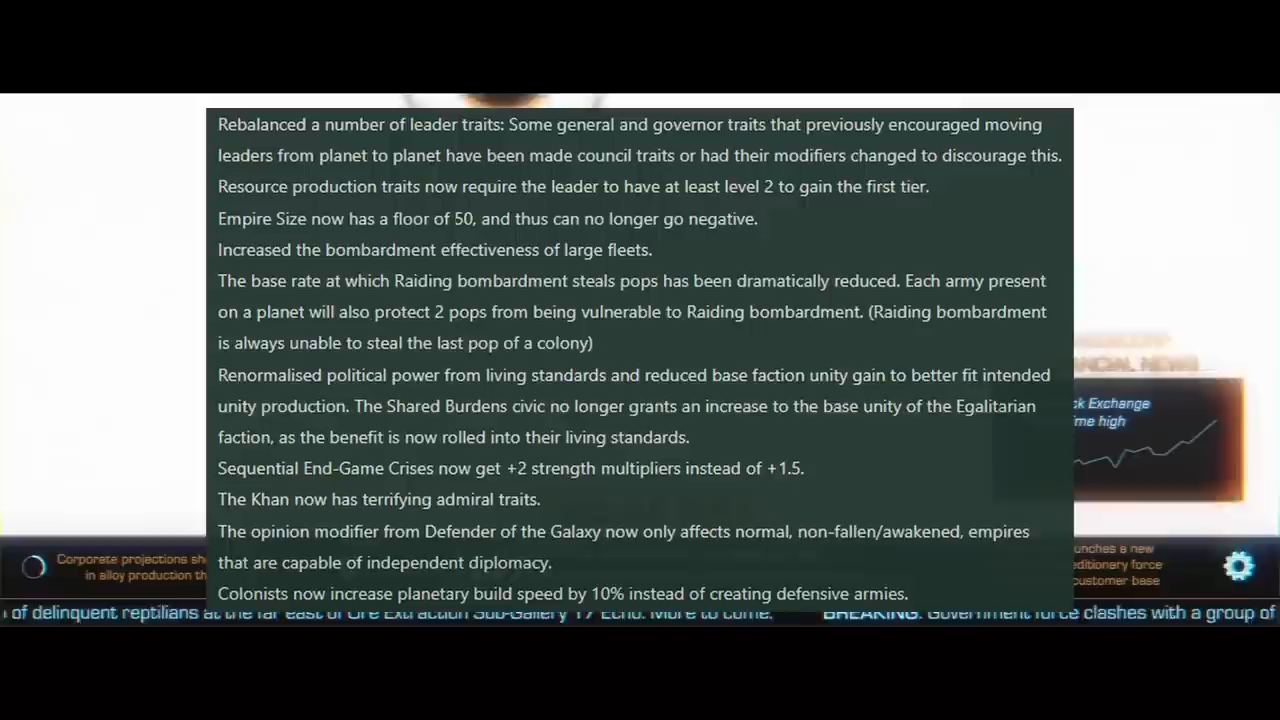 Rebalanced a number of leader traits: Some general and governor traits that previously encouraged moving
leaders from planet to planet have been made council traits or had their modifiers changed to discourage this.
Resource production traits now require the leader to have at least level 2 to gain the first tier.
Empire Size now has a floor of 50, and thus can no longer go negative.
Increased the bombardment effectiveness of large fleets.
The base rate at which Raiding bombardment steals pops has been dramatically reduced. Each army present
on a planet will also protect 2 pops from being vulnerable to Raiding bombardment. (Raiding bombardment
is always unable to steal the last pop of a colony)
Renormalised political power from living standards and reduced base faction unity gain to better fit intended
unity production. The Shared Burdens civic no longer grants an increase to the base unity of the Egalitarian
faction, as the benefit is now rolled into their living standards.
Sequential End-Game Crises now get +2 strength multipliers instead of +1.5.
The Khan now has terrifying admiral traits.
The opinion modifier from Defender of the Galaxy now only affects normal, non-fallen/awakened, empires
that are capable of independent diplomacy.
Colonists now increase planetary build speed by 10% instead of creating defensive armies.
ck Exchange
me high
Corporate projections sh
in alloy production th
unches a new
ditionary force
customer base
of delinquent reptilians at the far east of Ore Extraction Sub-Gallery 17 Echo. More to come.
BREAKING: Government force clashes with a group of